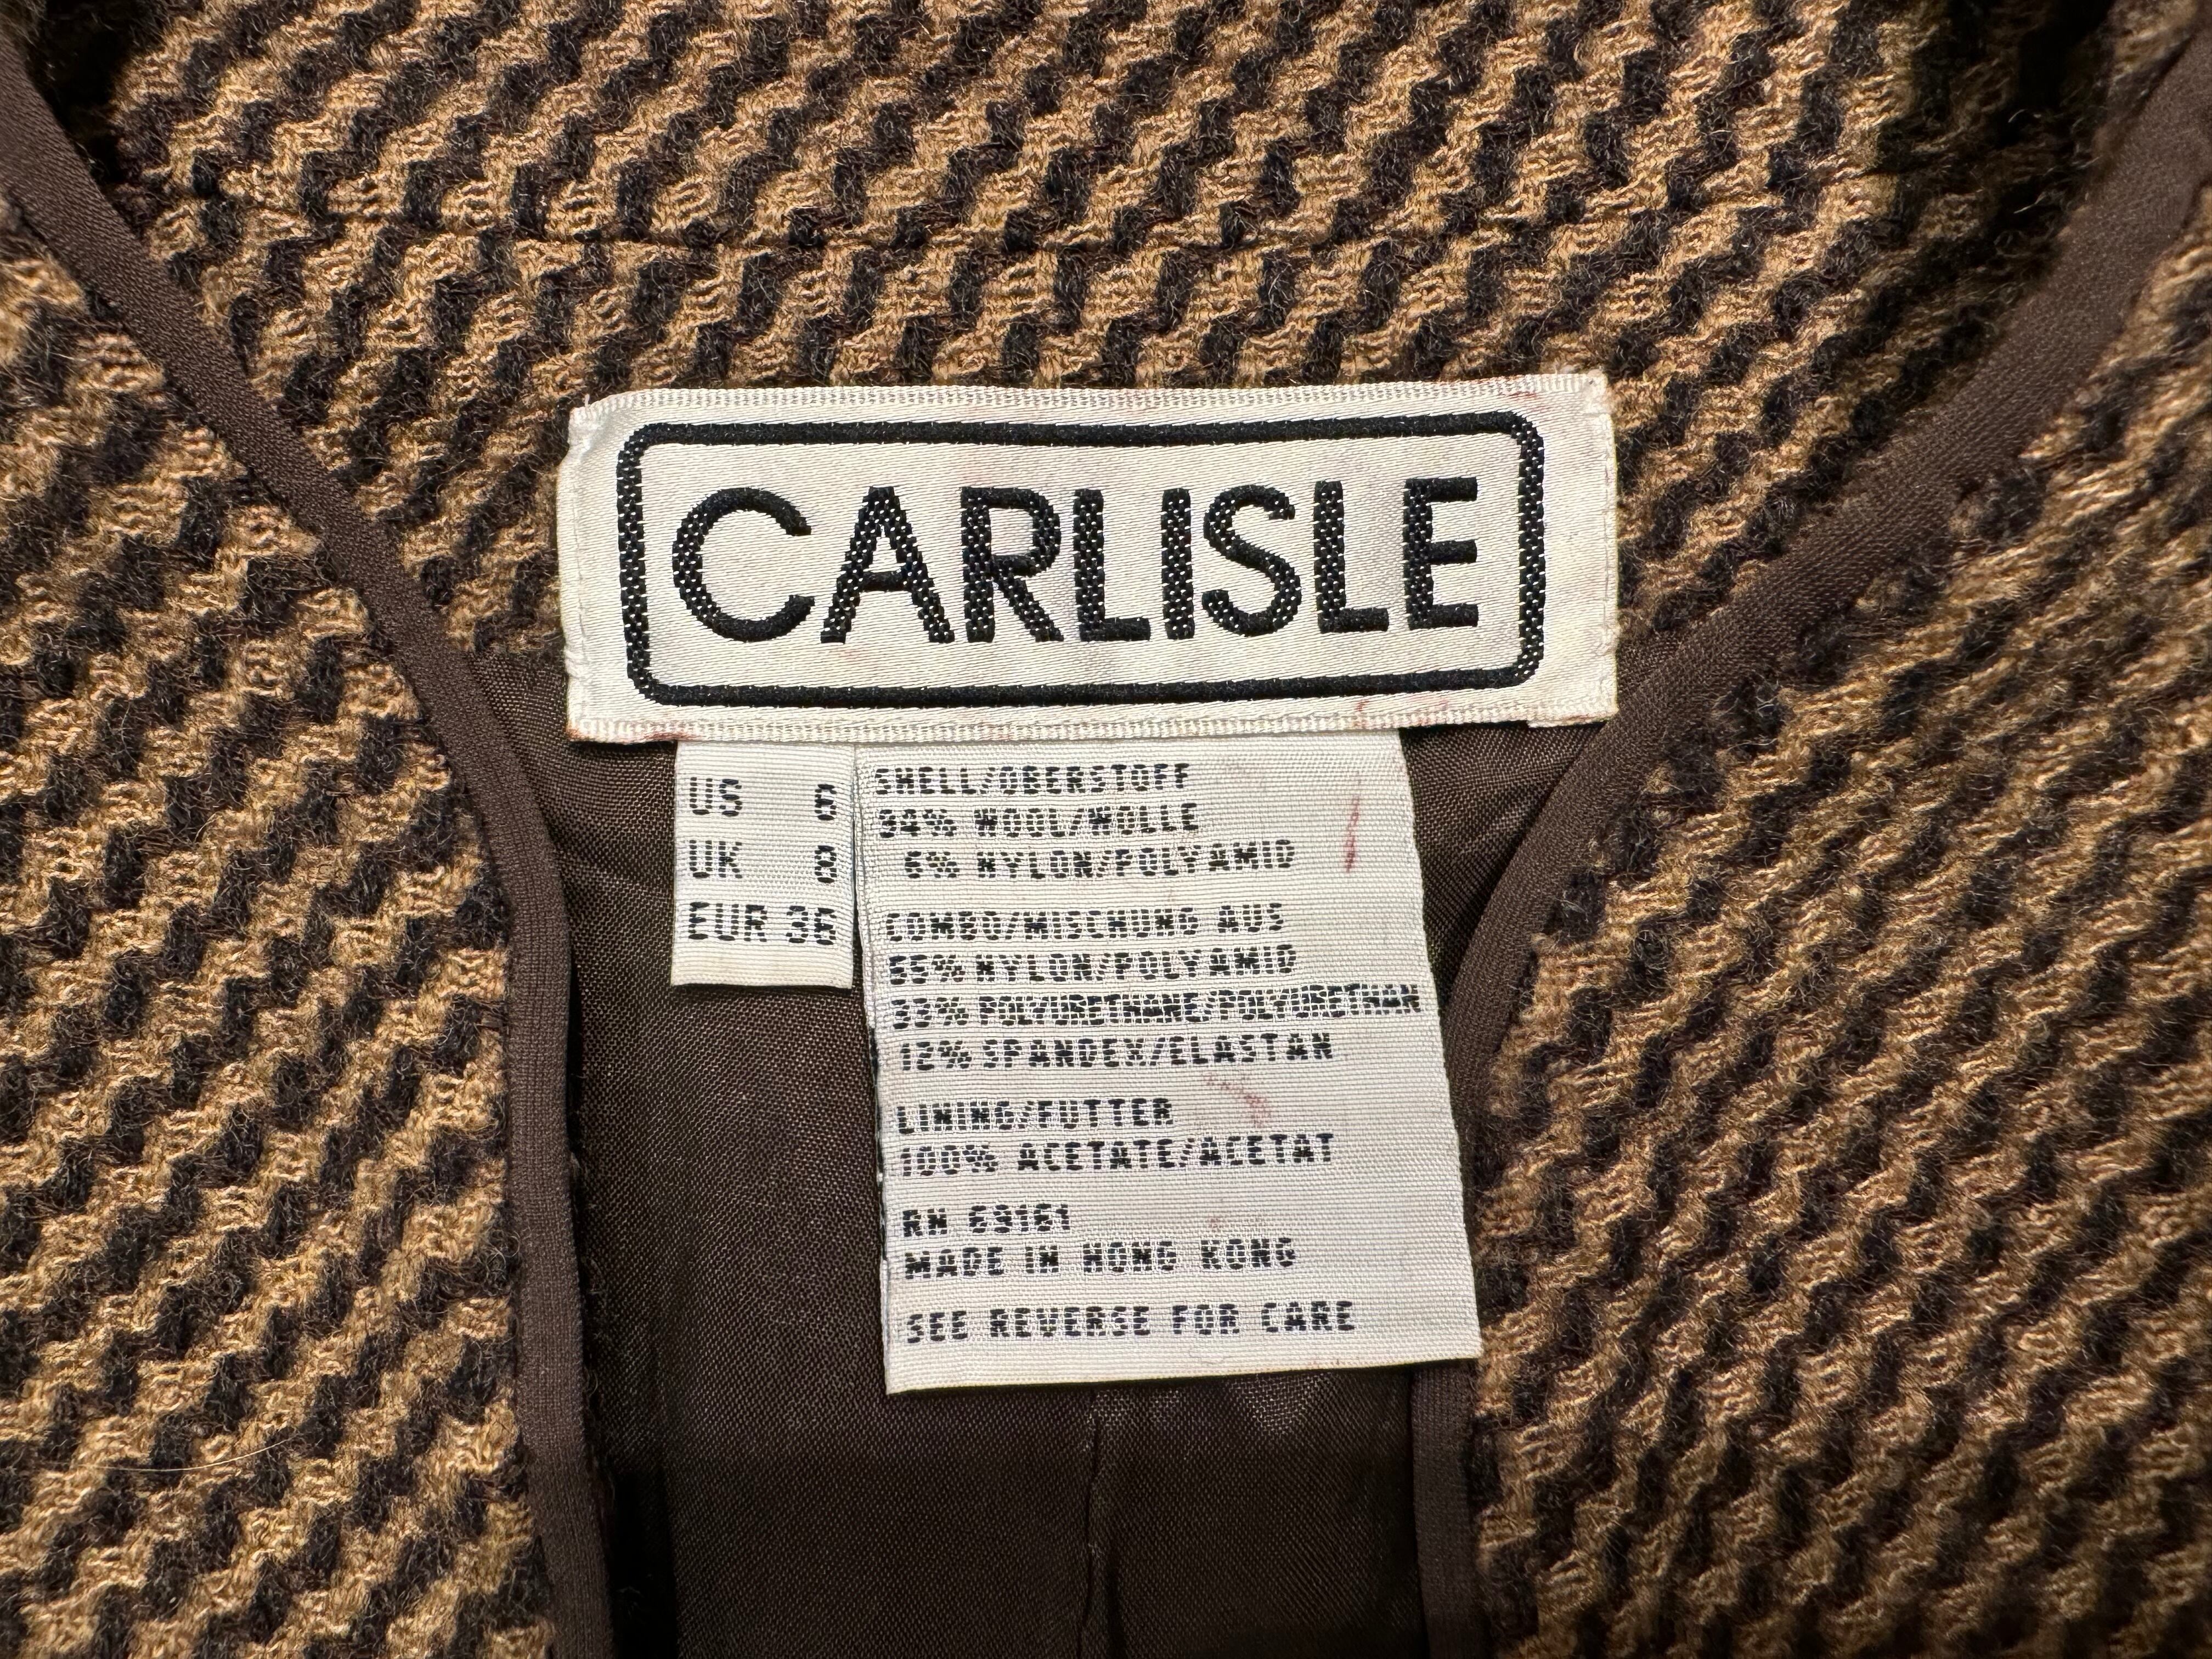 CARLISLE
US 6
UK 8
EUR 36
SHELL/OBERSTOFF
94% WOOL/WOLLE
6% NYLON/POLYAMID
COMBO/MISCHUNG AUS
55% NYLON/POLYAMID
33% POLYURETHANE/POLYURETHAN
12% SPANDEX/ELASTAN
LINING/FUTTER
100% ACETATE/ACETAT
RN 69161
MADE IN HONG KONG
SEE REVERSE FOR CARE